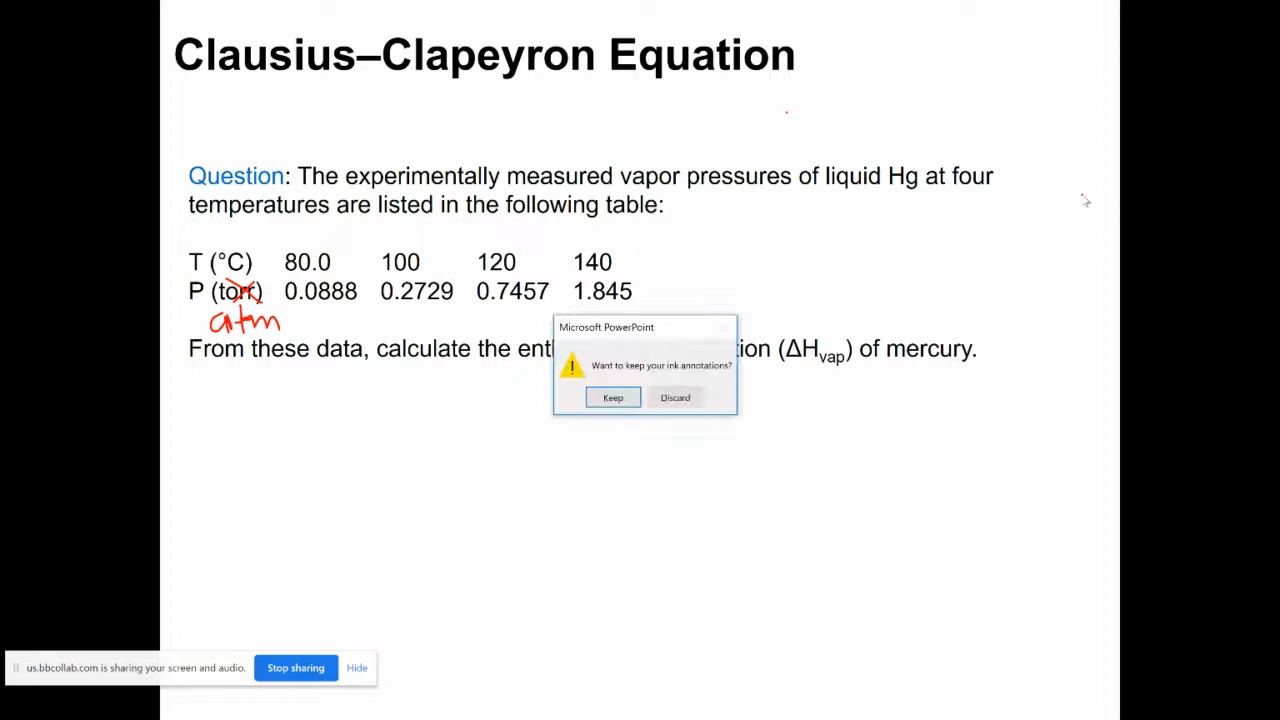 Clausius–Clapeyron Equation
Question: The experimentally measured vapor pressures of liquid Hg at four
temperatures are listed in the following table:
T (°C) 80.0 100 120 140
P (torr) 0.0888 0.2729 0.7457 1.845
atm
From these data, calculate the ent tion (ΔHvap) of mercury.
Microsoft PowerPoint
Want to keep your ink annotations?
Keep Discard
us.bbcollab.com is sharing your screen and audio. Stop sharing Hide